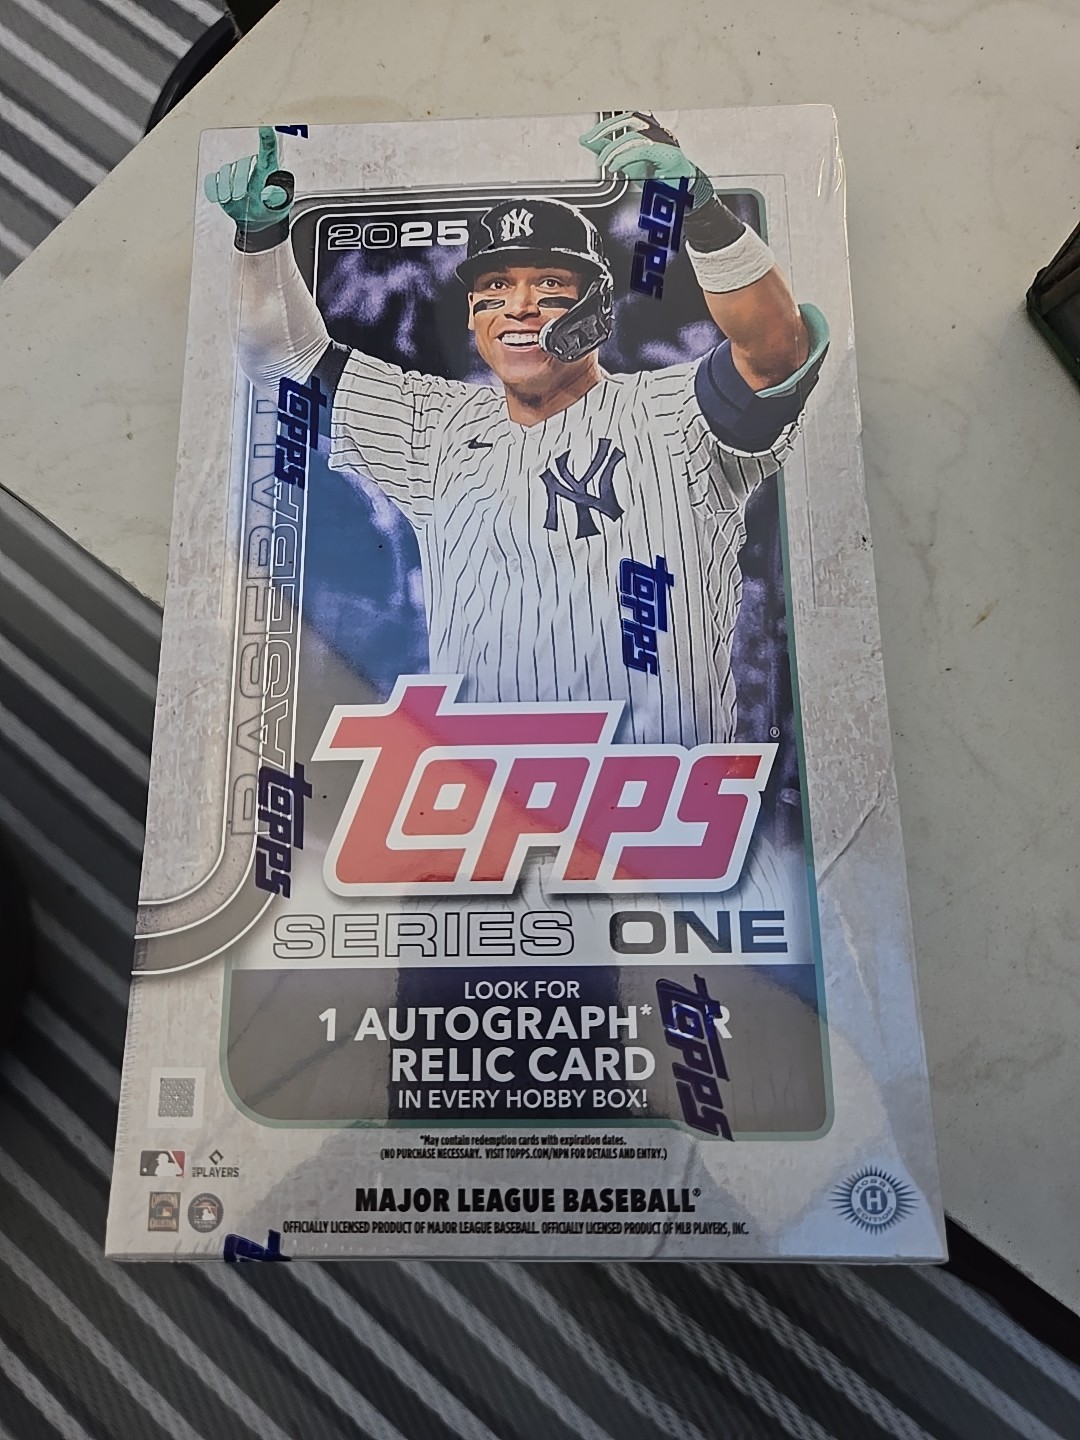 2025
NY
topps
topps
NY
BASEBALL
topps
topps
topps®
SERIES ONE
LOOK FOR
1 AUTOGRAPH* R
RELIC CARD
topps
IN EVERY HOBBY BOX!
*May contain redemption cards with expiration dates.
(NO PURCHASE NECESSARY. VISIT TOPPS.COM/NPN FOR DETAILS AND ENTRY.)
PLAYERS
MAJOR LEAGUE BASEBALL®
OFFICIALLY LICENSED PRODUCT OF MAJOR LEAGUE BASEBALL. OFFICIALLY LICENSED PRODUCT OF MLB PLAYERS, INC.
HOBBY
H
EDITION